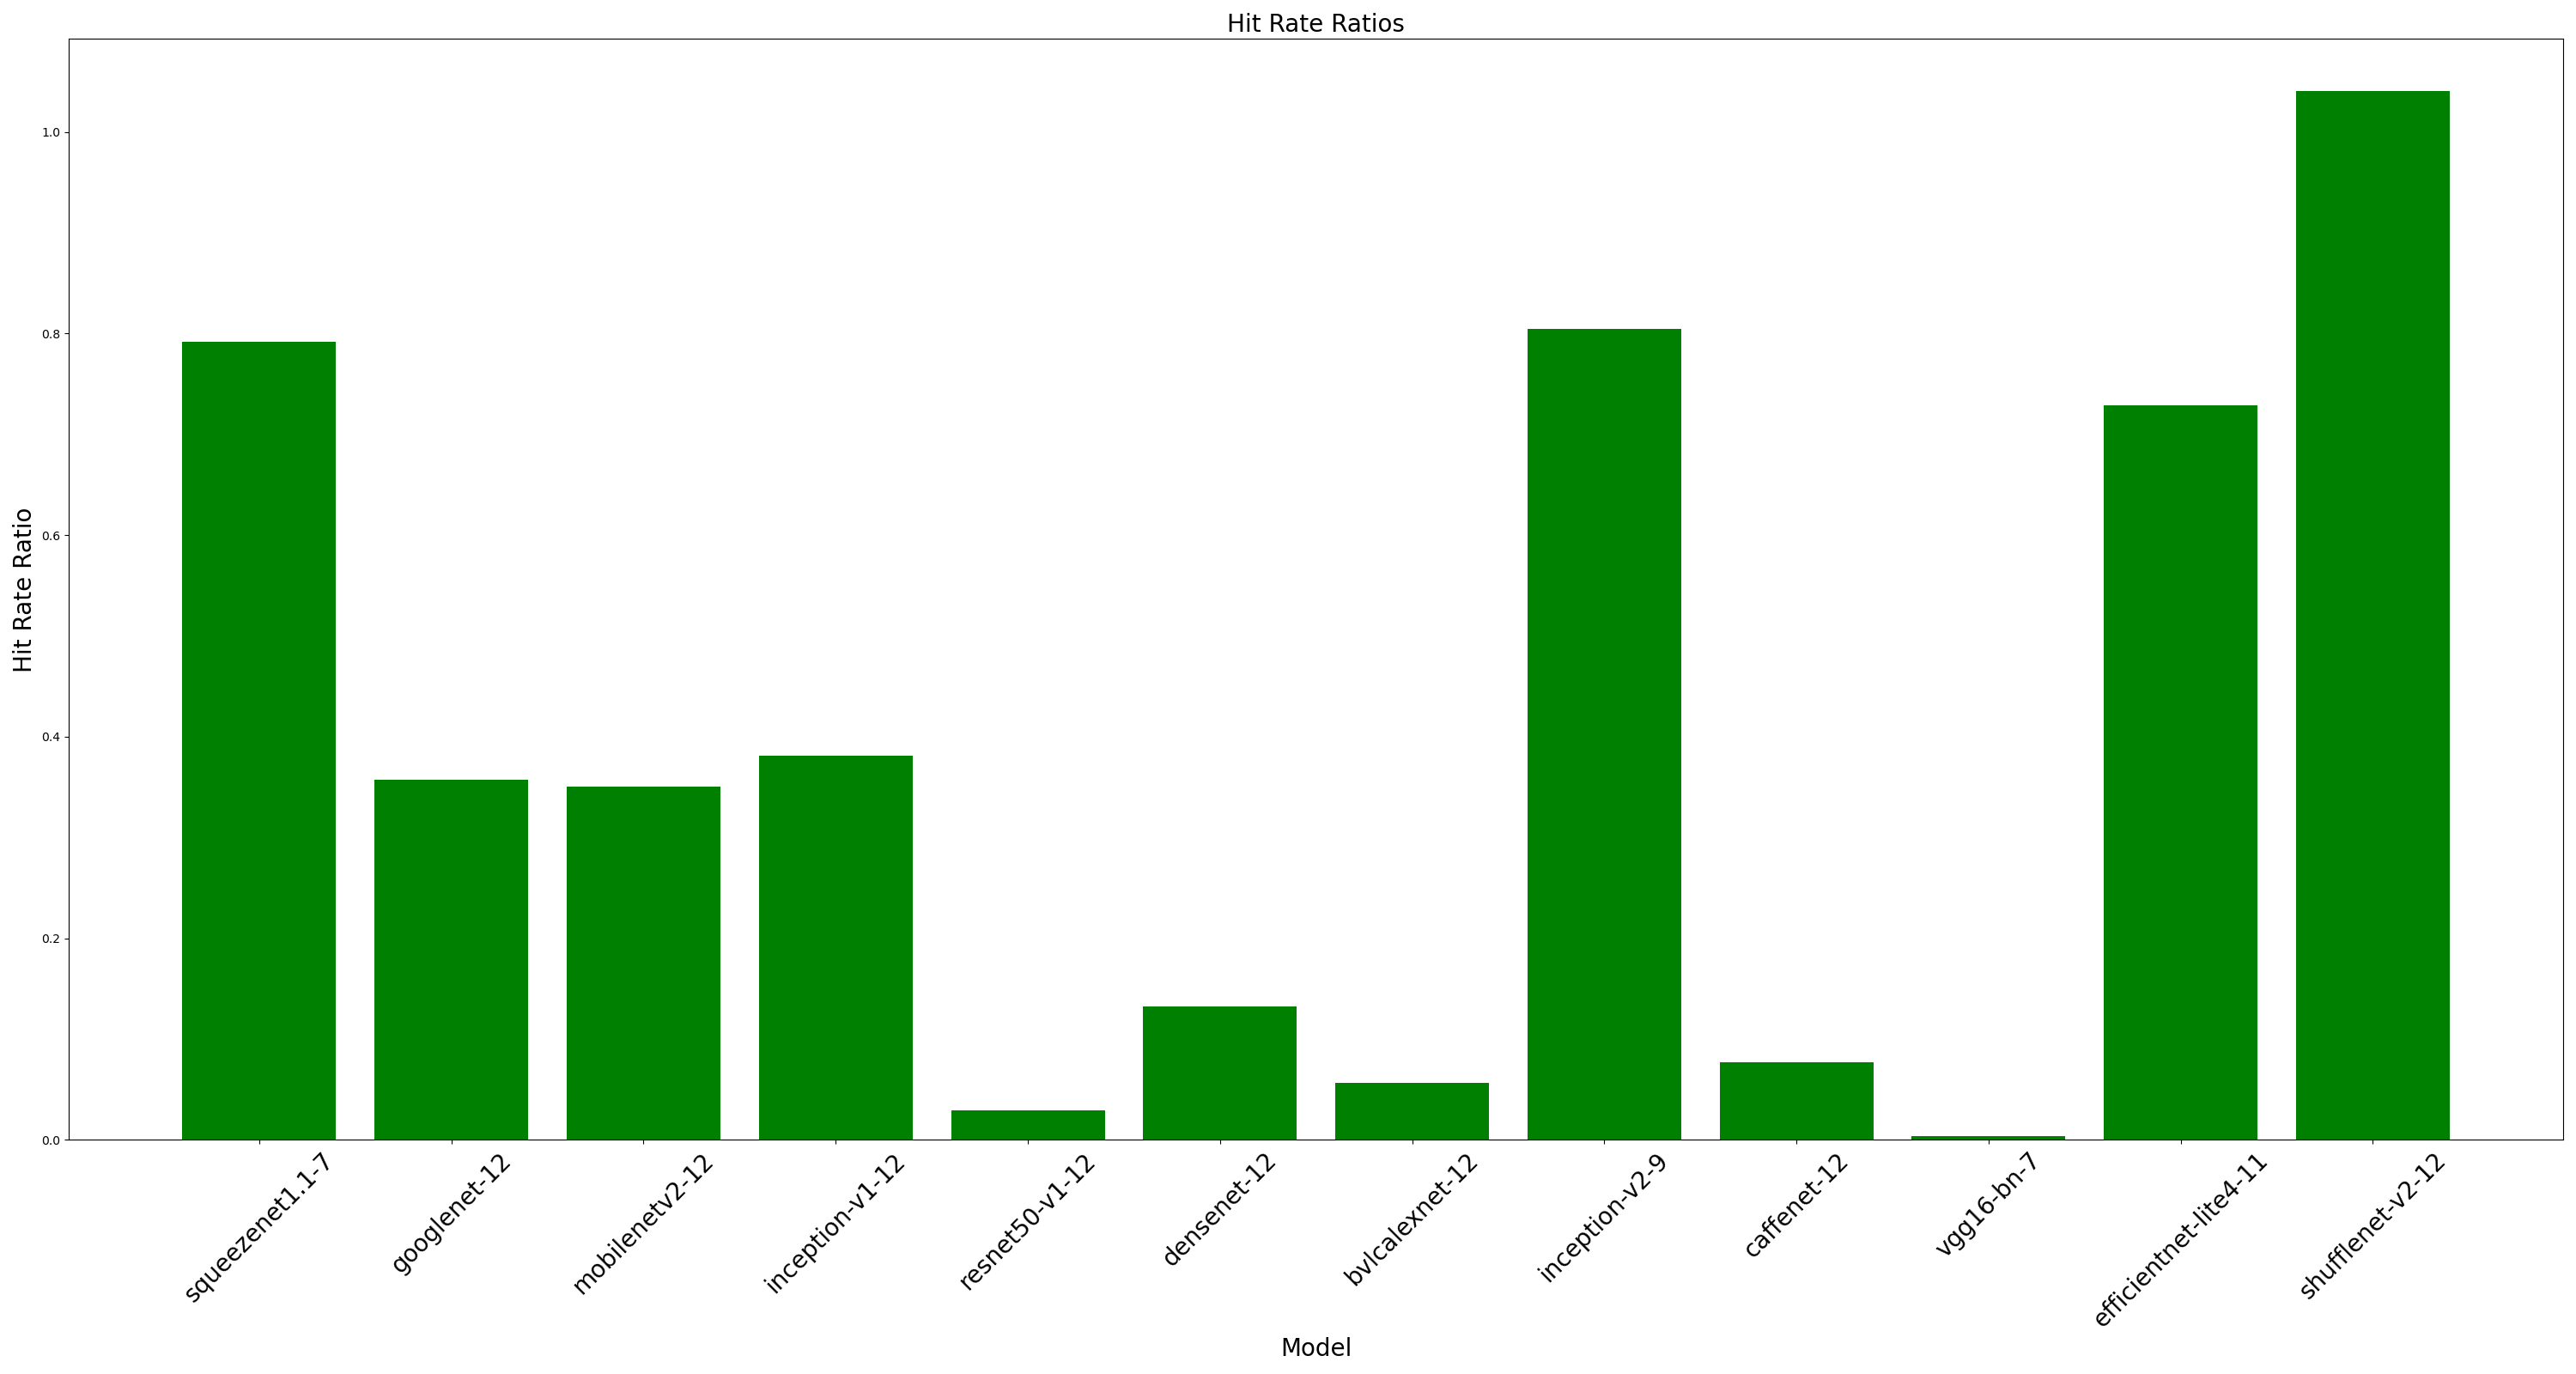 Hit Rate Ratios
Hit Rate Ratio
1.0
0.8
0.6
0.4
0.2
0.0
squeezenet1.1-7
googlenet-12
mobilenetv2-12
inception-v1-12
resnet50-v1-12
densenet-12
bvlcalexnet-12
inception-v2-9
caffenet-12
vgg16-bn-7
efficientnet-lite4-11
shufflenet-v2-12
Model